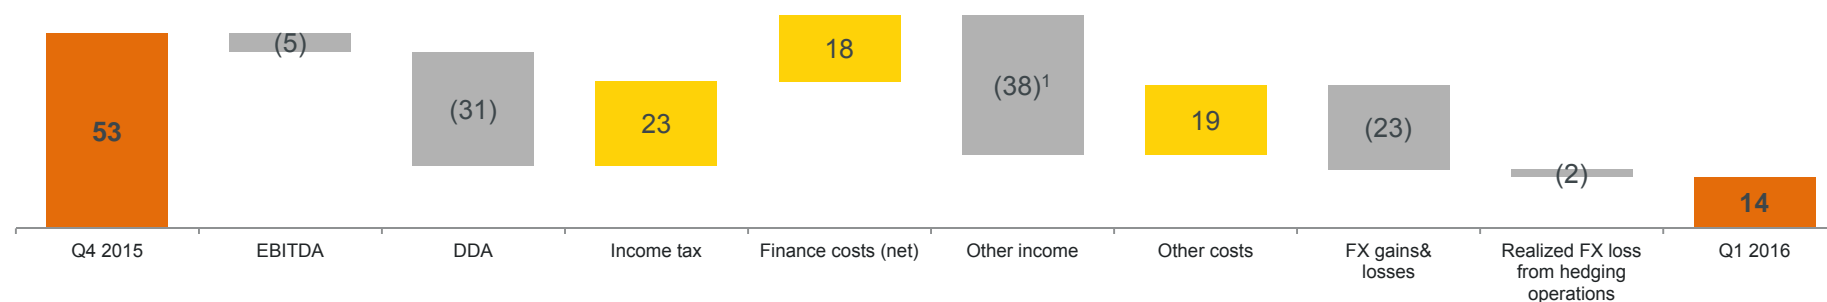 53
(5)
(31)
23
18
(38)¹
19
(23)
(2)
14
Q4 2015
EBITDA
DDA
Income tax
Finance costs (net)
Other income
Other costs
FX gains&
losses
Realized FX loss
from hedging
operations
Q1 2016